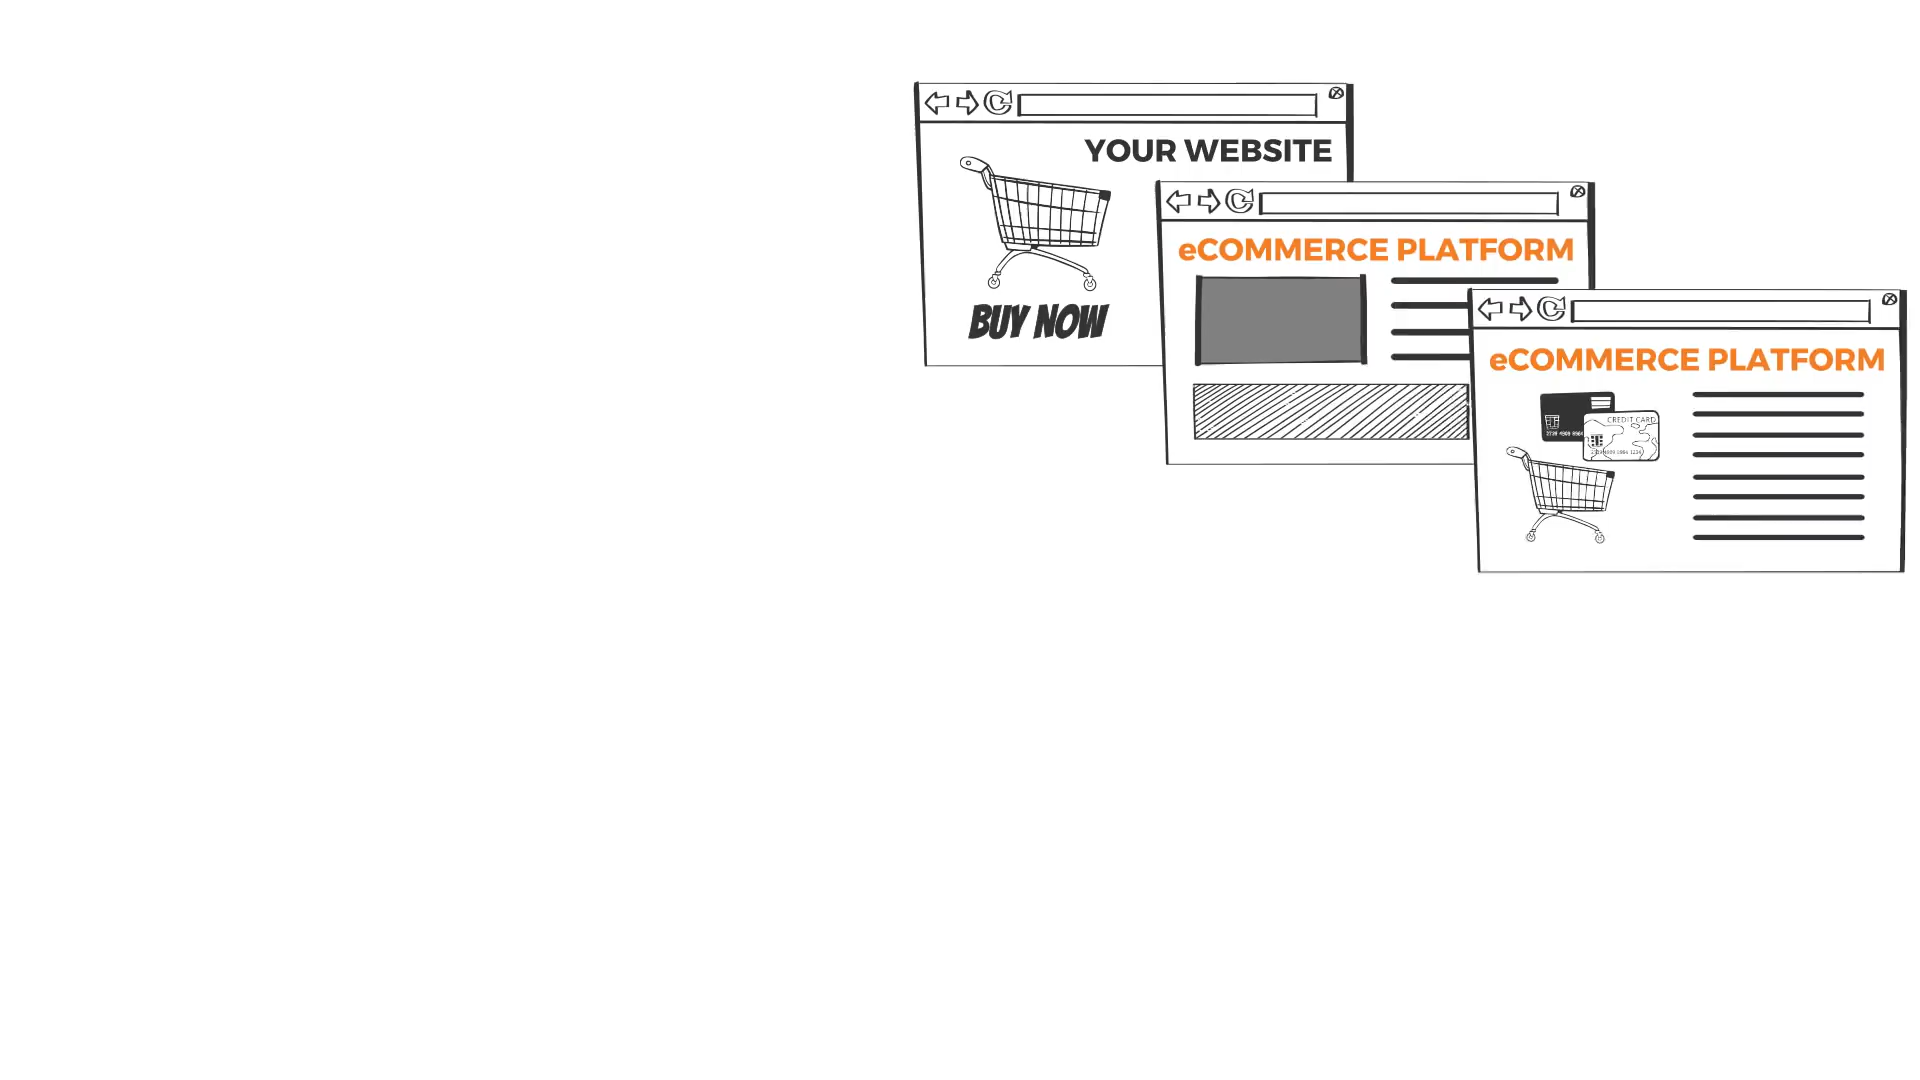 YOUR WEBSITE
BUY NOW
eCOMMERCE PLATFORM
eCOMMERCE PLATFORM
CREDIT CARD